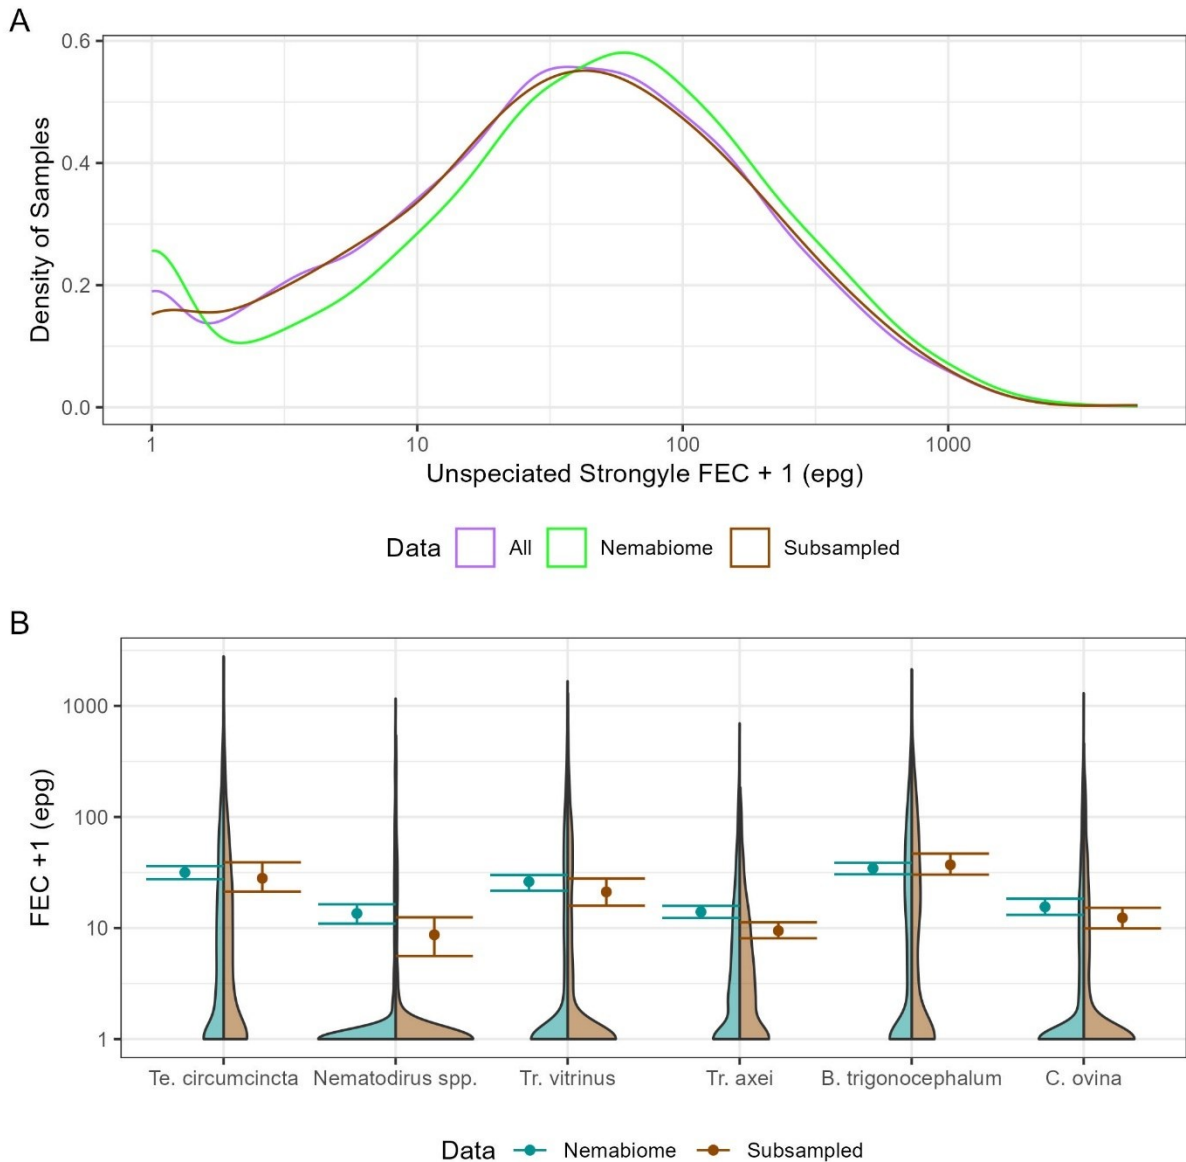 A
0.6
0.4
0.2
0.0
Density of Samples
1 10 100 1000
Unspeciated Strongyle FEC + 1 (epg)
Data All Nemabiome Subsampled
B
1000
100
10
1
FEC +1 (epg)
Te. circumcincta Nematodirus spp. Tr. vitrinus Tr. axei B. trigonocephalum C. ovina
Data Nemabiome Subsampled